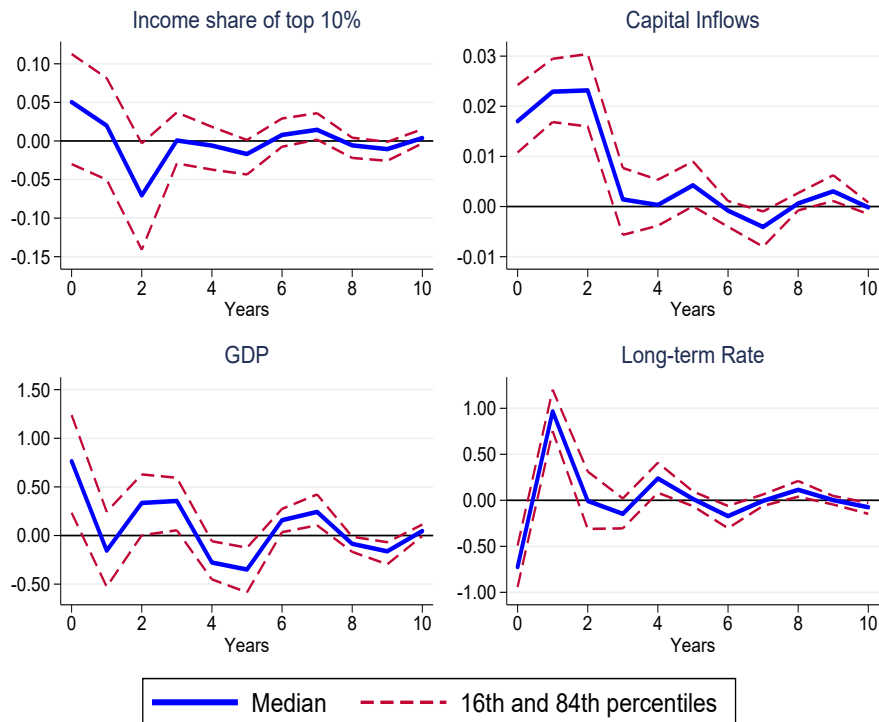 Income share of top 10%
0.10
0.05
0.00
-0.05
-0.10
-0.15
0 2 4 6 8 10
Years
Capital Inflows
0.03
0.02
0.01
0.00
-0.01
0 2 4 6 8 10
Years
GDP
1.50
1.00
0.50
0.00
-0.50
0 2 4 6 8 10
Years
Long-term Rate
1.00
0.50
0.00
-0.50
-1.00
0 2 4 6 8 10
Years
Median 16th and 84th percentiles